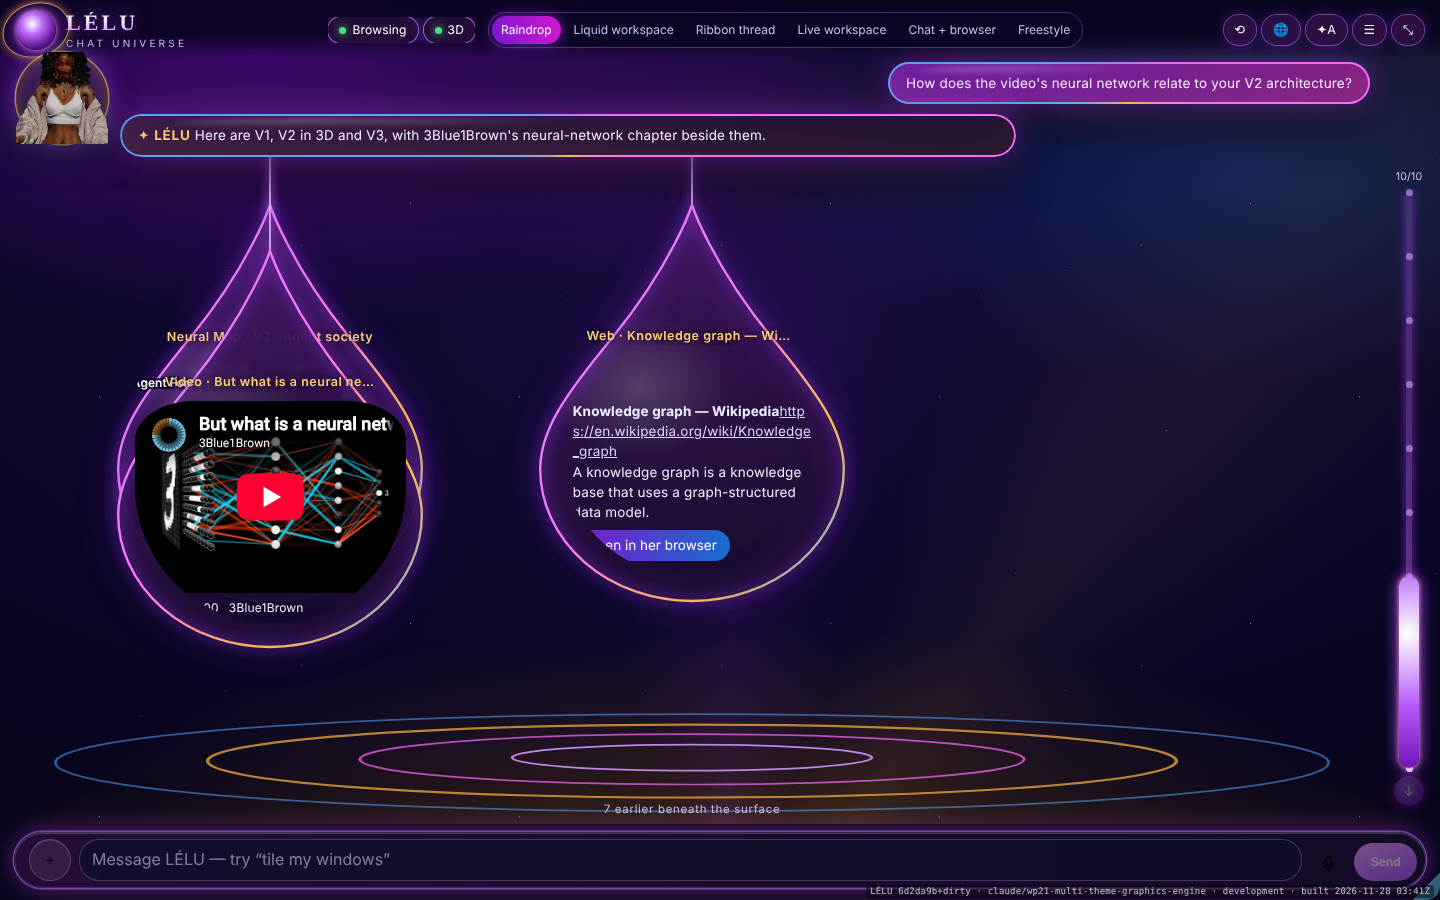 LÉLU
CHAT UNIVERSE
Browsing
3D
Raindrop
Liquid workspace
Ribbon thread
Live workspace
Chat + browser
Freestyle
⟲
✦A
☰
⤡
How does the video's neural network relate to your V2 architecture?
✦ LÉLU Here are V1, V2 in 3D and V3, with 3Blue1Brown's neural-network chapter beside them.
10/10
Neural Map · V3 · Agent society
Video · But what is a neural ne...
But what is a neural net
3Blue1Brown
3
3Blue1Brown
Web · Knowledge graph — Wi...
Knowledge graph — Wikipediahttp
s://en.wikipedia.org/wiki/Knowledge
_graph
A knowledge graph is a knowledge
base that uses a graph-structured
data model.
en in her browser
7 earlier beneath the surface
+
Message LÉLU — try “tile my windows”
Send
LÉLU 6d2da9b+dirty · claude/wp21-multi-theme-graphics-engine · development · built 2026-11-28 03:41Z